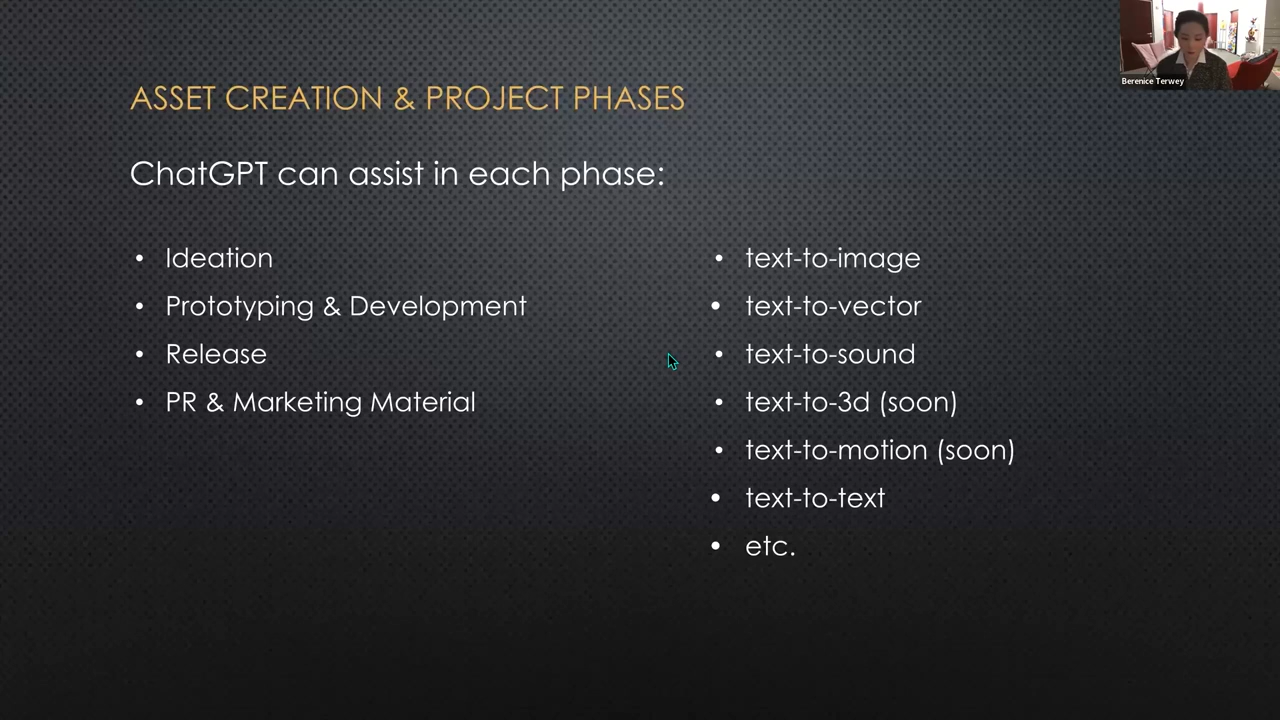 Berenice Terwey
ASSET CREATION & PROJECT PHASES
ChatGPT can assist in each phase:
• Ideation
• Prototyping & Development
• Release
• PR & Marketing Material
• text-to-image
• text-to-vector
• text-to-sound
• text-to-3d (soon)
• text-to-motion (soon)
• text-to-text
• etc.